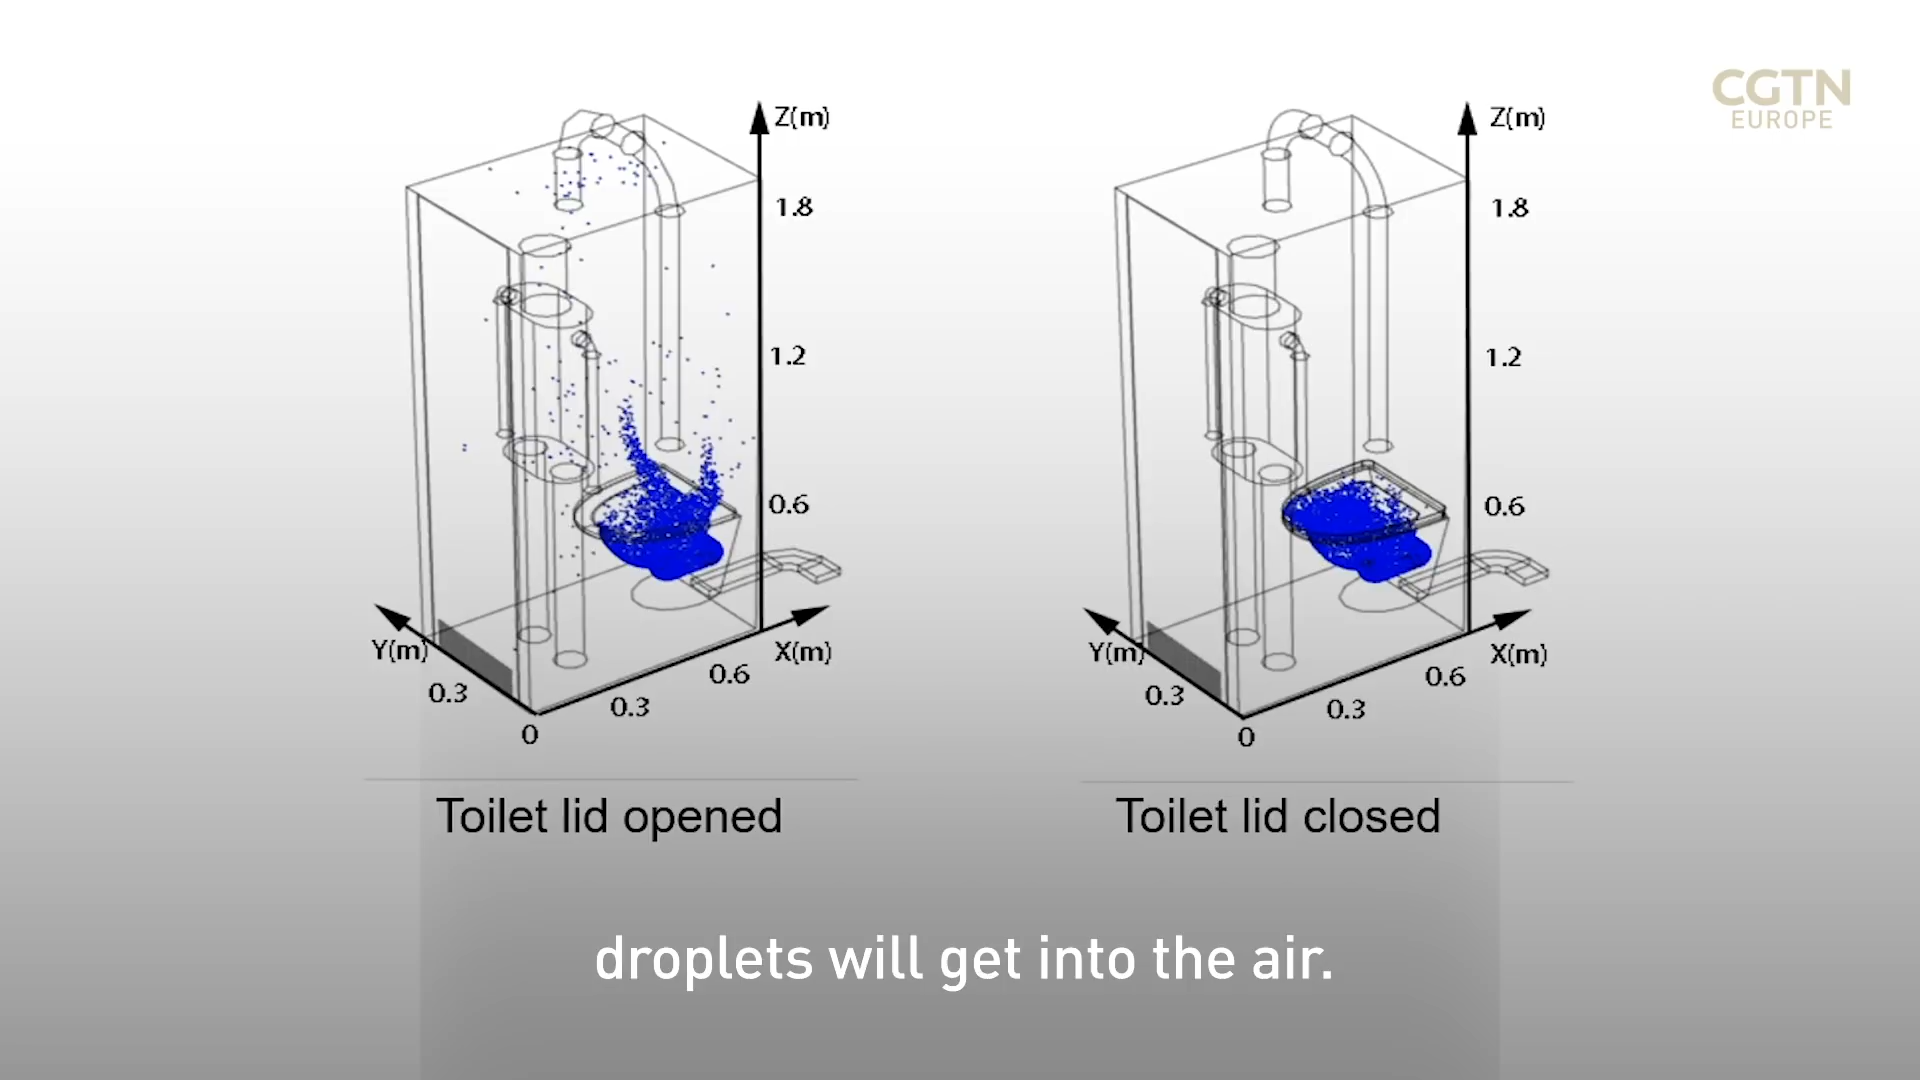 CGTN
EUROPE
Z(m)
1.8
1.2
0.6
Y(m)
X(m)
0.3
0.3
0.6
0
Toilet lid opened
Z(m)
1.8
1.2
0.6
Y(m)
X(m)
0.3
0.3
0.6
0
Toilet lid closed
droplets will get into the air.